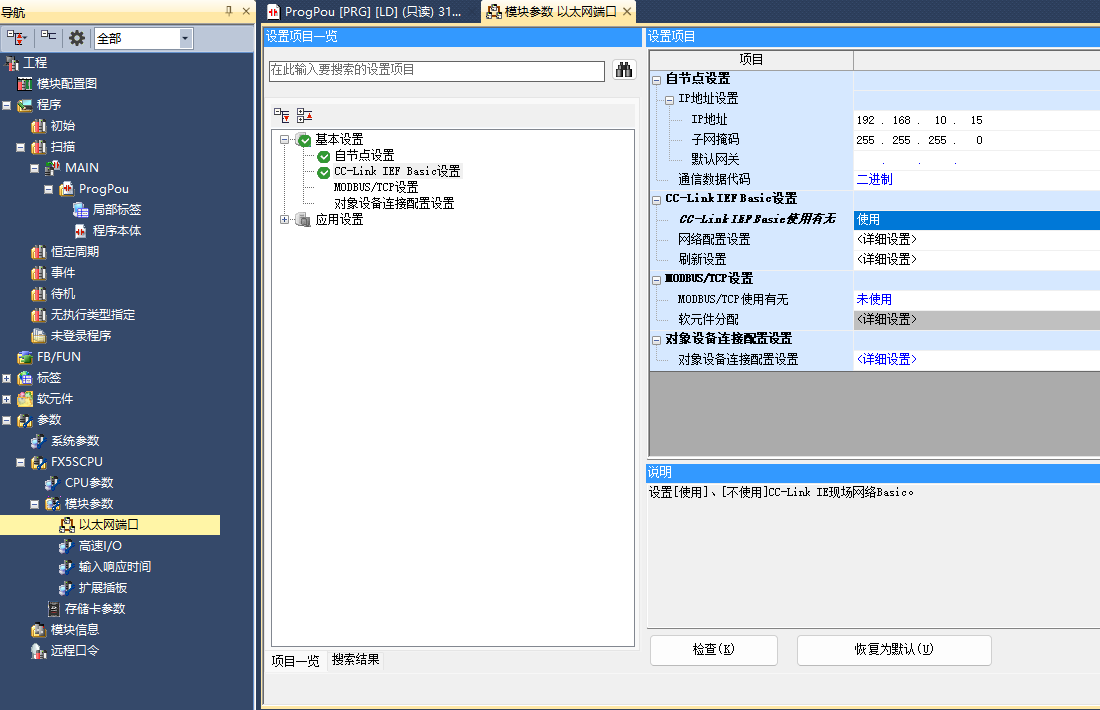 导航
全部
工程
模块配置图
程序
初始
扫描
MAIN
ProgPou
局部标签
程序本体
恒定周期
事件
待机
无执行类型指定
未登录程序
FB/FUN
标签
软元件
参数
系统参数
FX5SCPU
CPU参数
模块参数
以太网端口
高速I/O
输入响应时间
扩展插板
存储卡参数
模块信息
远程口令
ProgPou [PRG] [LD] (只读) 31...
模块参数 以太网端口
设置项目一览
在此输入要搜索的设置项目
基本设置
自节点设置
CC-Link IEF Basic设置
MODBUS/TCP设置
对象设备连接配置设置
应用设置
项目一览 搜索结果
设置项目
项目
自节点设置
IP地址设置
IP地址 192 . 168 . 10 . 15
子网掩码 255 . 255 . 255 . 0
默认网关 . . .
通信数据代码 二进制
CC-Link IEF Basic设置
CC-Link IEF Basic使用有无 使用
网络配置设置 <详细设置>
刷新设置 <详细设置>
MODBUS/TCP设置
MODBUS/TCP使用有无 未使用
软元件分配 <详细设置>
对象设备连接配置设置
对象设备连接配置设置 <详细设置>
说明
设置[使用]、[不使用]CC-Link IE现场网络Basic。
检查(K) 恢复为默认(U)